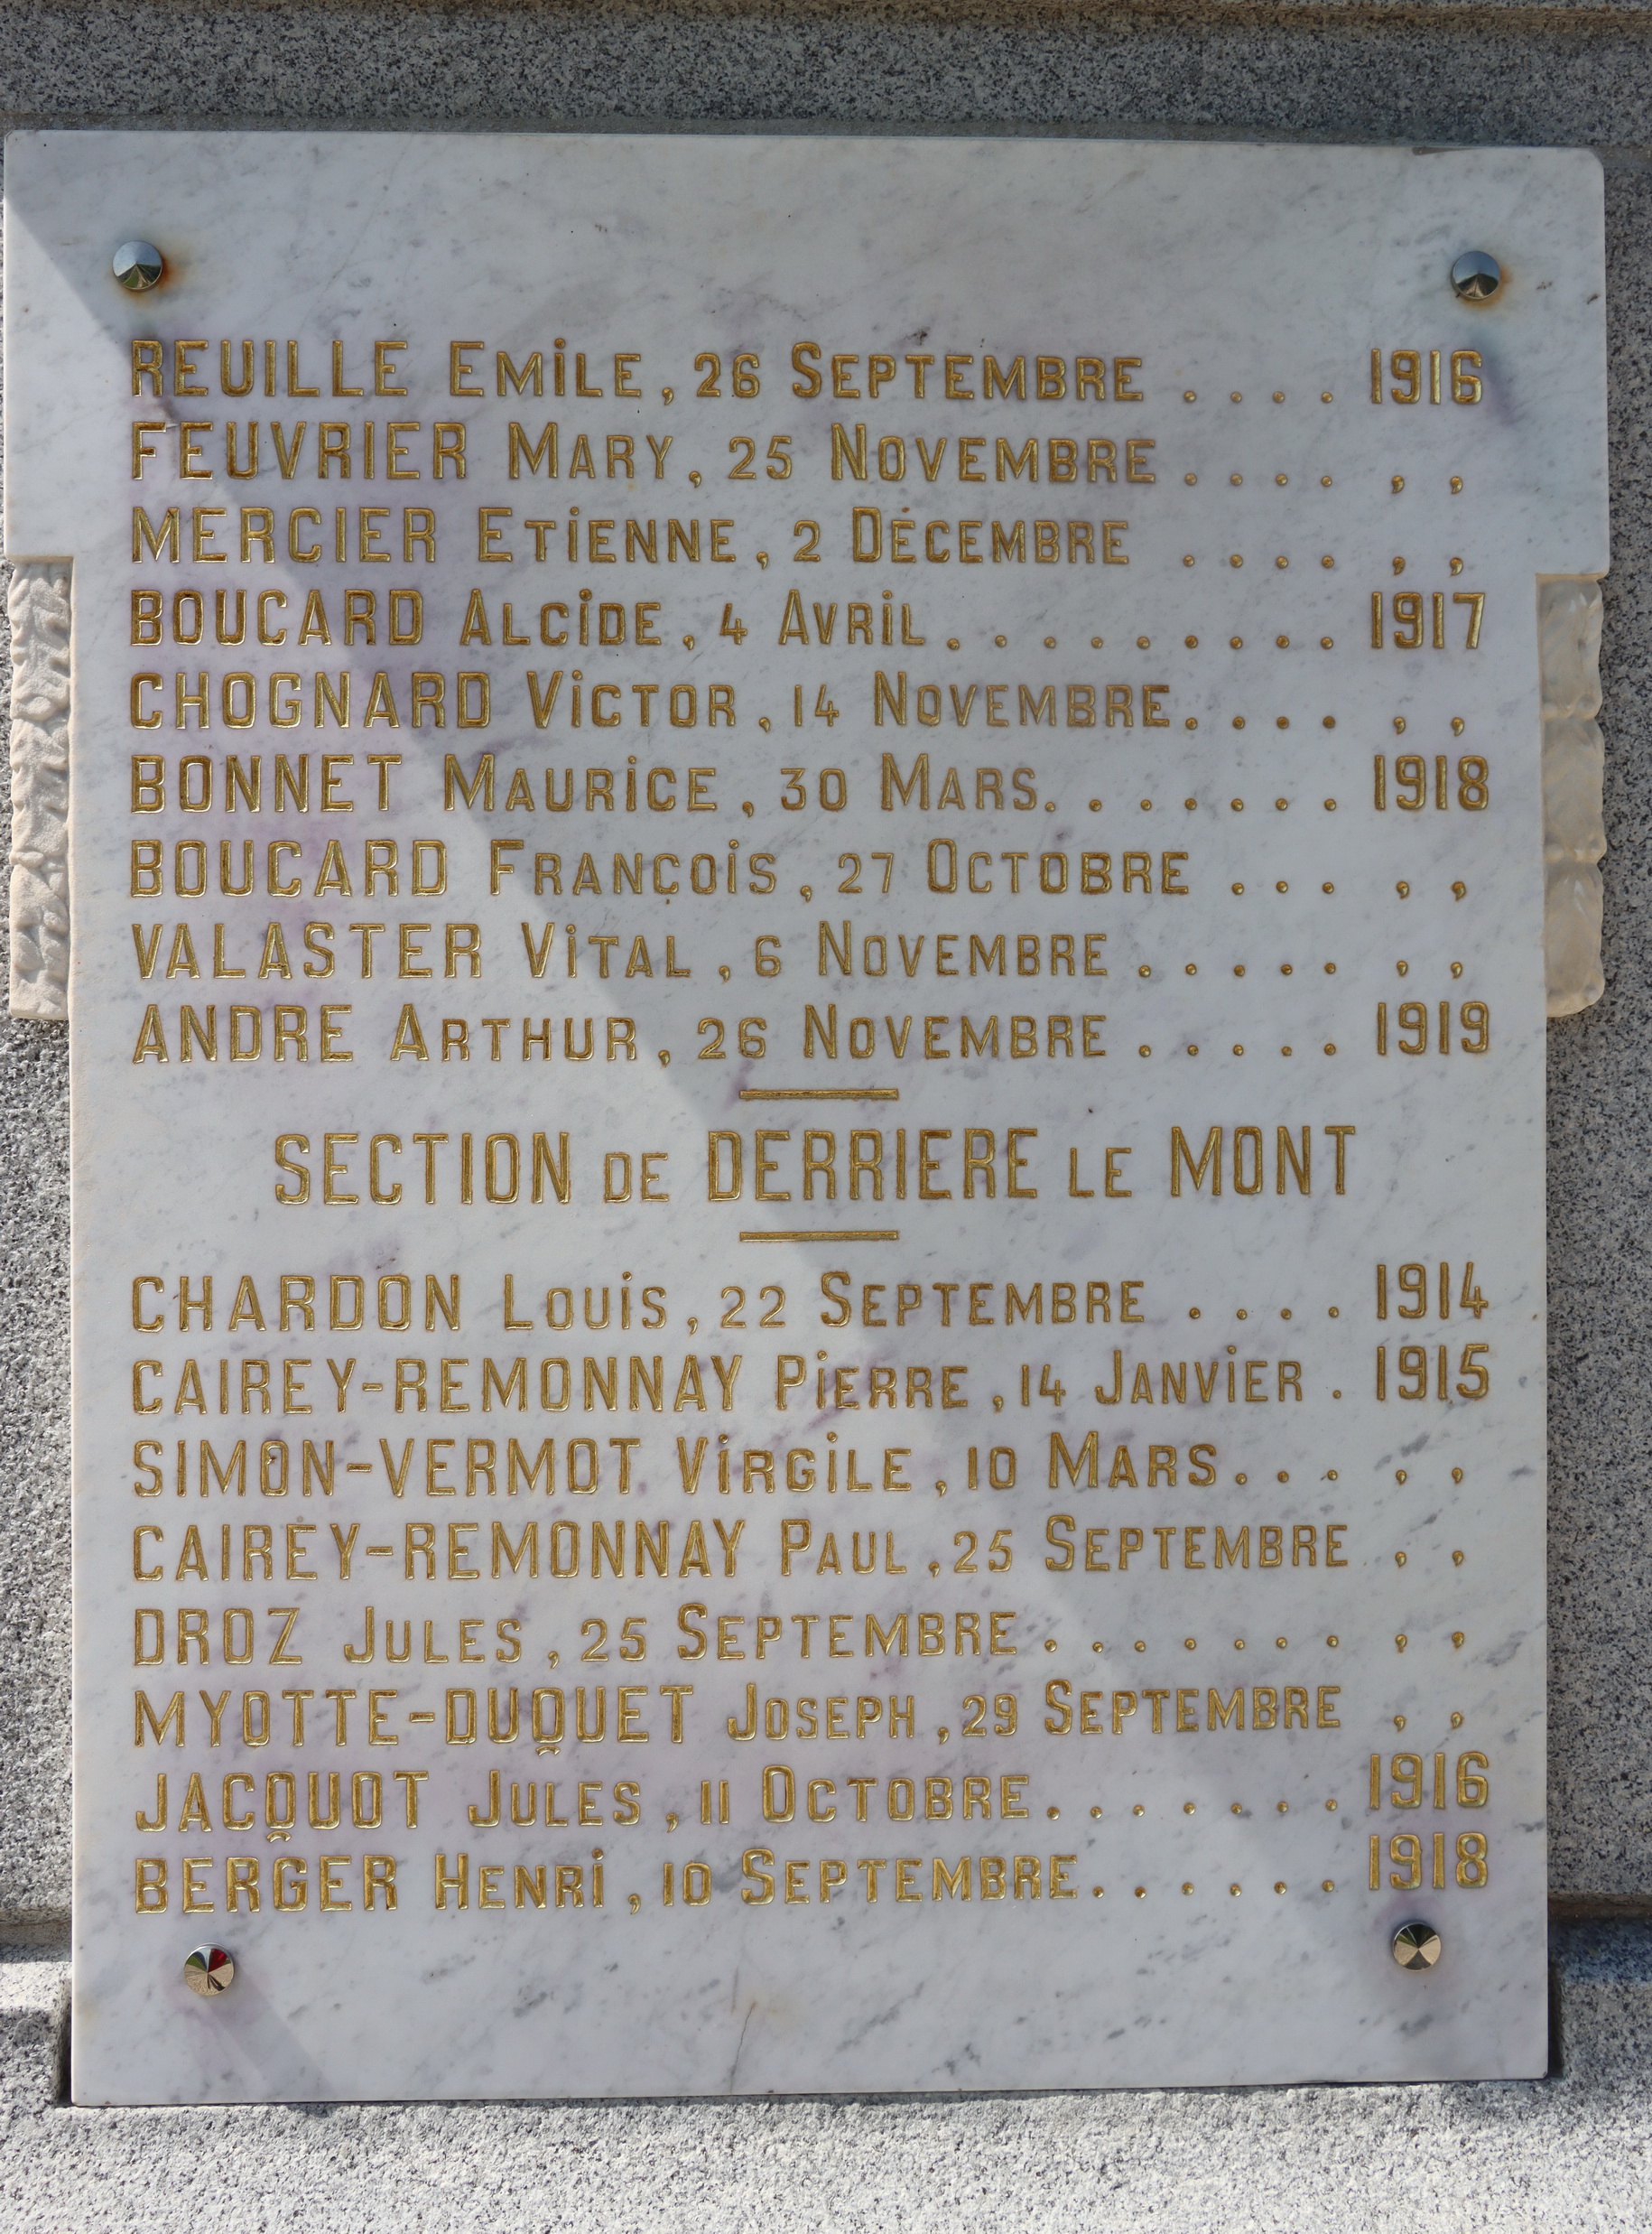 REUILLE EMiLE, 26 SEPTEMBRE .... 1916
FEUVRIER MARY, 25 NOVEMBRE .... , ,
MERCIER ETiENNE, 2 DÉCEMBRE .... , ,
BOUCARD ALCiDE, 4 AVRiL ......... 1917
CHOGNARD ViCTOR, 14 NOVEMBRE .... , ,
BONNET MAURiCE, 30 MARS ....... 1918
BOUCARD FRANÇOiS, 27 OCTOBRE ... , ,
VALASTER ViTAL, 6 NOVEMBRE ..... , ,
ANDRE ARTHUR, 26 NOVEMBRE ..... 1919
SECTION DE DERRIERE LE MONT
CHARDON LOUiS, 22 SEPTEMBRE .... 1914
CAIREY-REMONNAY PiERRE, 14 JANViER . 1915
SIMON-VERMOT ViRGiLE, 10 MARS ... , ,
CAIREY-REMONNAY PAUL, 25 SEPTEMBRE , ,
DROZ JULES, 25 SEPTEMBRE ....... , ,
MYOTTE-DUQUET JOSEPH, 29 SEPTEMBRE , ,
JACQUOT JULES, 11 OCTOBRE ....... 1916
BERGER HENRi, 10 SEPTEMBRE ...... 1918